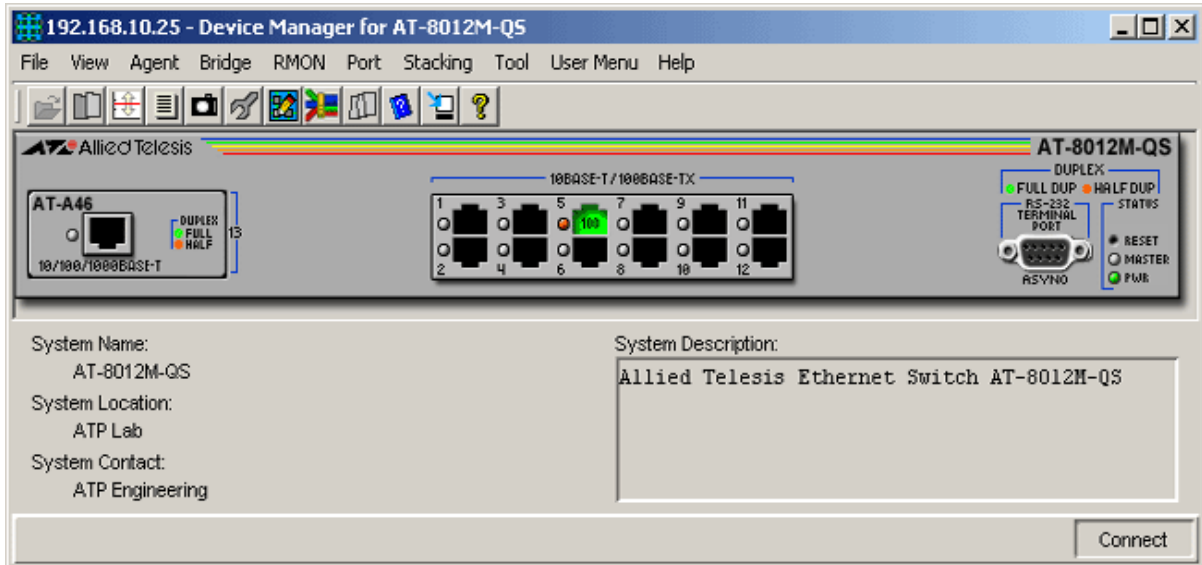 192.168.10.25 - Device Manager for AT-8012M-QS
File View Agent Bridge RMON Port Stacking Tool User Menu Help
Allied Telesis
AT-8012M-QS
AT-A46
DUPLEX
FULL
HALF
13
10/100/1000BASE-T
10BASE-T/100BASE-TX
1 3 5 7 9 11
100
2 4 6 8 10 12
DUPLEX
FULL DUP HALF DUP
RS-232
TERMINAL
PORT
ASYNO
STATUS
RESET
MASTER
PWR
System Name:
AT-8012M-QS
System Location:
ATP Lab
System Contact:
ATP Engineering
System Description:
Allied Telesis Ethernet Switch AT-8012M-QS
Connect